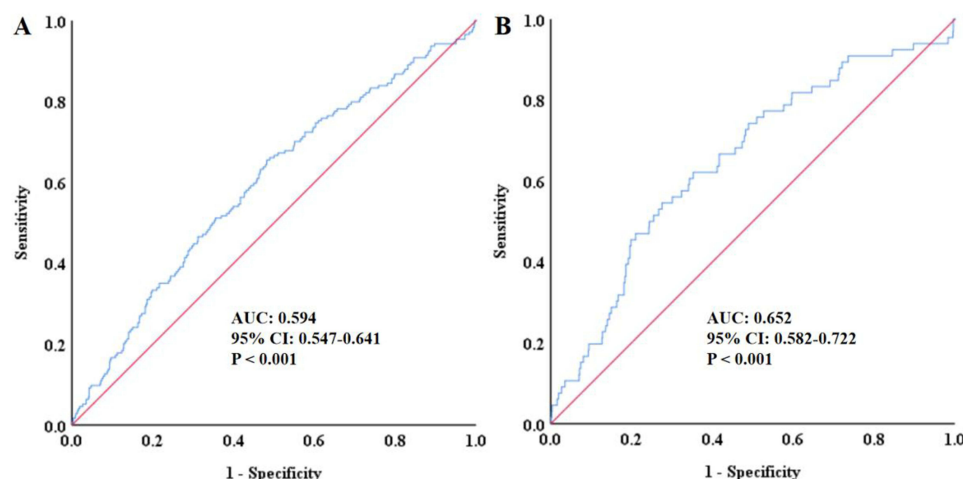 A
1.0
0.8
0.6
0.4
0.2
0.0
Sensitivity
AUC: 0.594
95% CI: 0.547-0.641
P < 0.001
0.0 0.2 0.4 0.6 0.8 1.0
1 - Specificity
B
1.0
0.8
0.6
0.4
0.2
0.0
Sensitivity
AUC: 0.652
95% CI: 0.582-0.722
P < 0.001
0.0 0.2 0.4 0.6 0.8 1.0
1 - Specificity